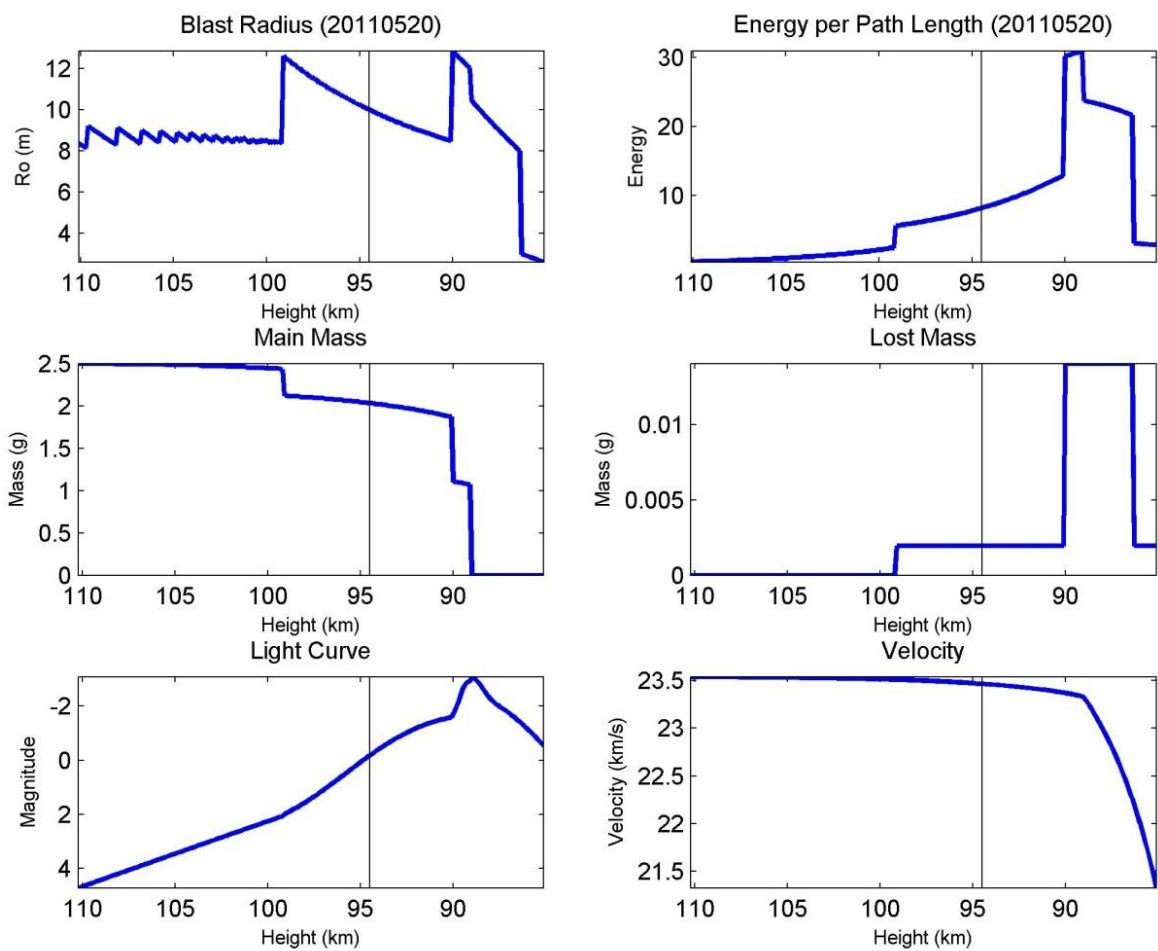 Blast Radius (20110520)
12
10
8
6
4
Ro (m)
110 105 100 95 90
Height (km)
Energy per Path Length (20110520)
30
20
10
Energy
110 105 100 95 90
Height (km)
Main Mass
2.5
2
1.5
1
0.5
0
Mass (g)
110 105 100 95 90
Height (km)
Lost Mass
0.01
0.005
0
Mass (g)
110 105 100 95 90
Height (km)
Light Curve
-2
0
2
4
Magnitude
110 105 100 95 90
Height (km)
Velocity
23.5
23
22.5
22
21.5
Velocity (km/s)
110 105 100 95 90
Height (km)